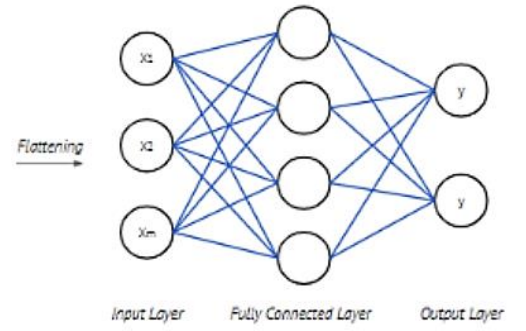 Flattening
x1
x2
xm
y
y
Input Layer
Fully Connected Layer
Output Layer